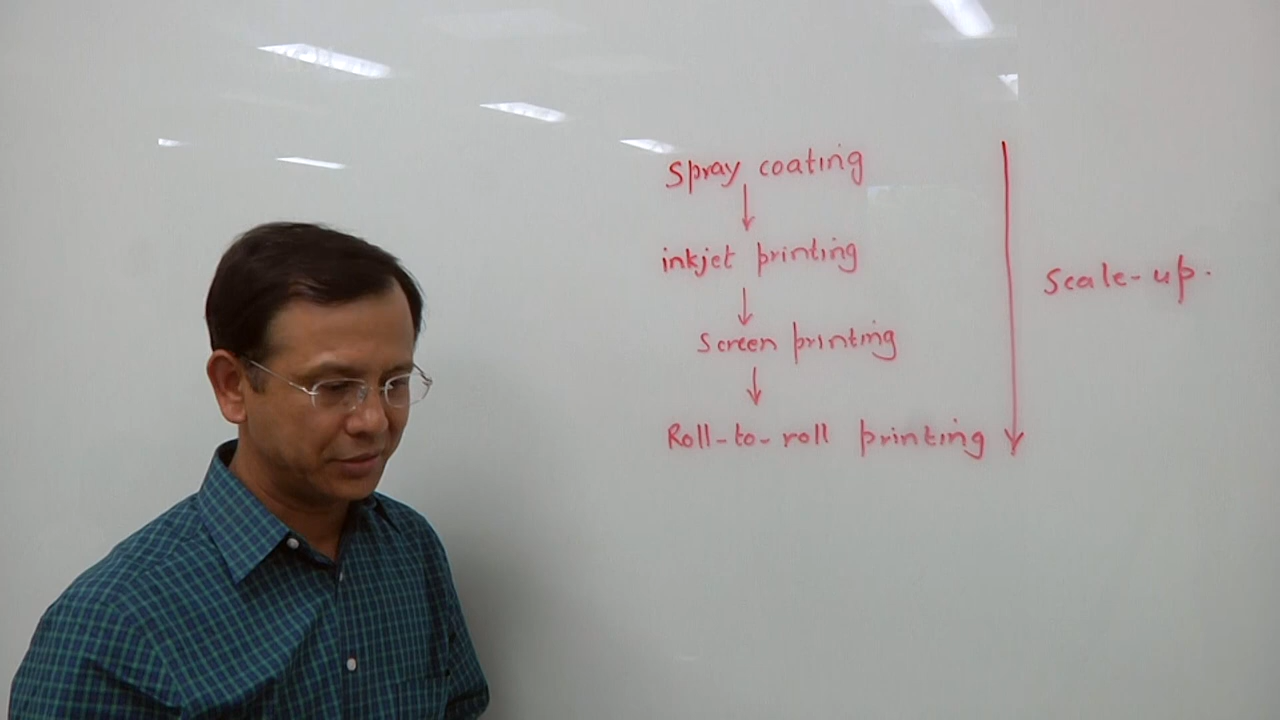 Spray coating
inkjet printing
Screen printing
Roll-to-roll printing
Scale-up.